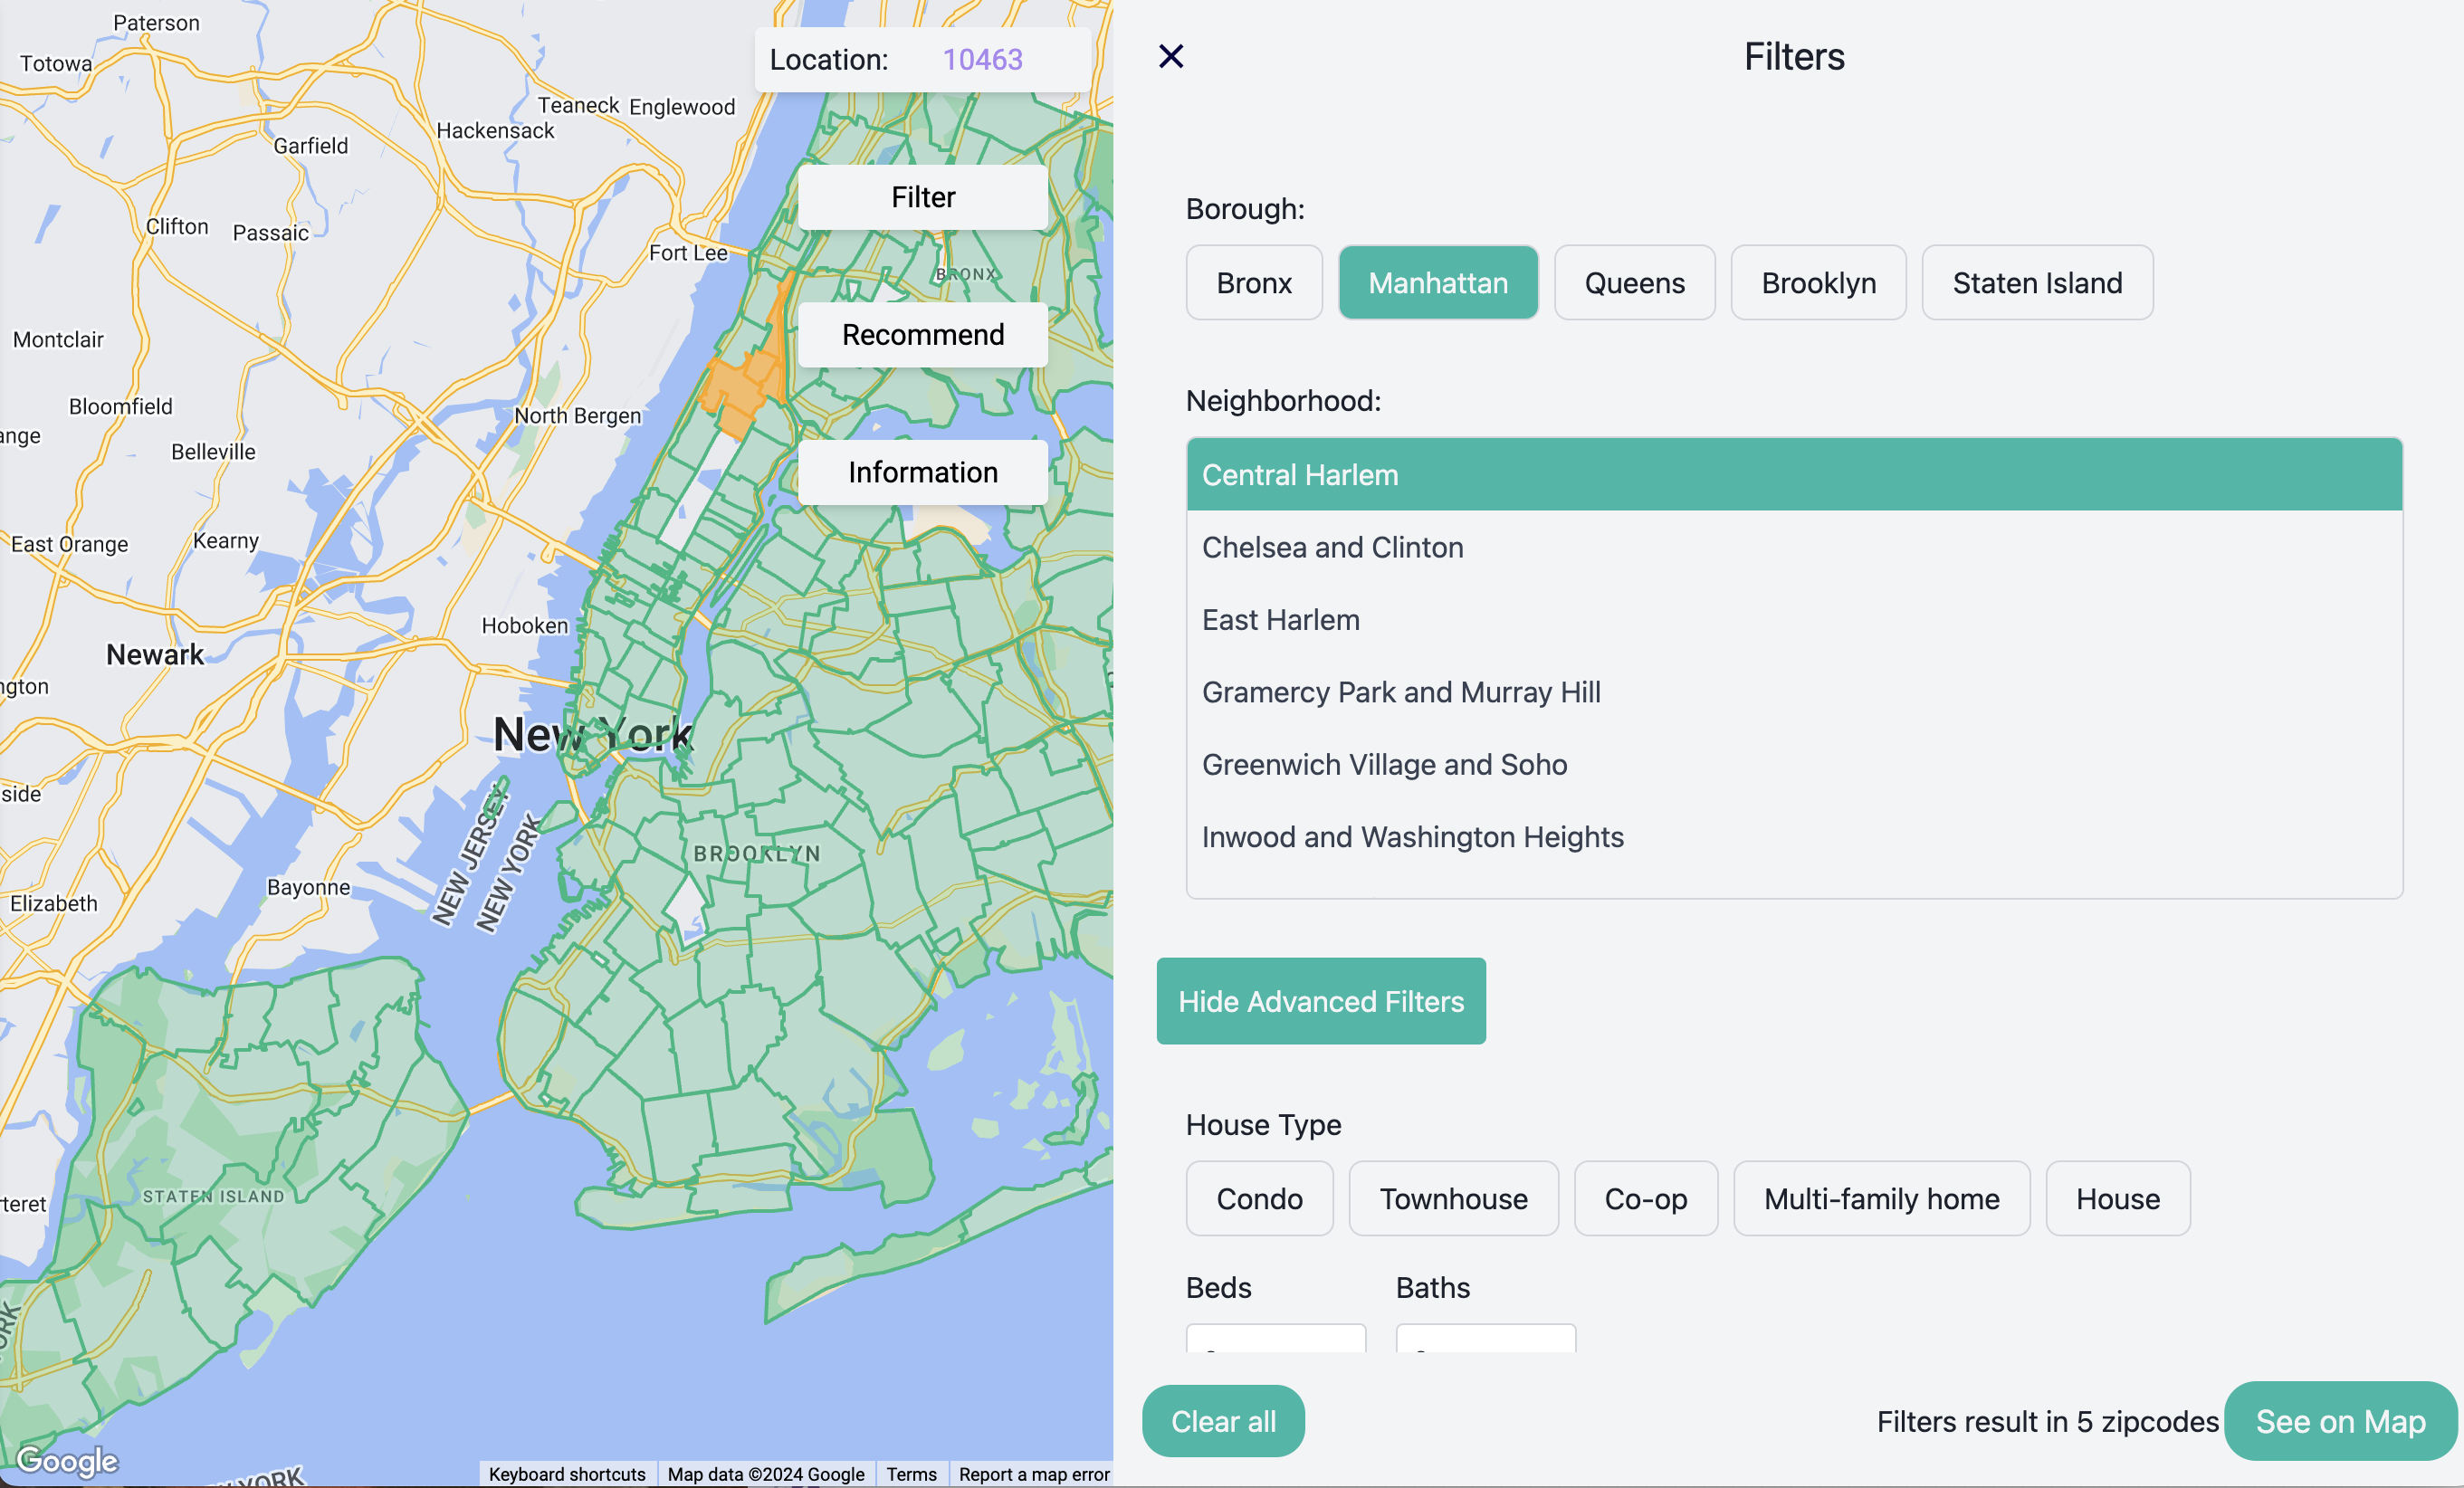 Paterson
Totowa
Location: 10463
Teaneck Englewood
Hackensack
Garfield
Filter
Clifton
Passaic
Fort Lee
BRONX
Recommend
Montclair
Bloomfield
North Bergen
ange
Belleville
Information
East Orange
Kearny
Hoboken
Newark
ngton
New York
side
NEW JERSEY
NEW YORK
BROOKLYN
Bayonne
Elizabeth
STATEN ISLAND
rteret
ORK
Google
YORK
Keyboard shortcuts
Map data ©2024 Google
Terms
Report a map error
Filters
Borough:
Bronx
Manhattan
Queens
Brooklyn
Staten Island
Neighborhood:
Central Harlem
Chelsea and Clinton
East Harlem
Gramercy Park and Murray Hill
Greenwich Village and Soho
Inwood and Washington Heights
Hide Advanced Filters
House Type
Condo
Townhouse
Co-op
Multi-family home
House
Beds
Baths
Clear all
Filters result in 5 zipcodes
See on Map